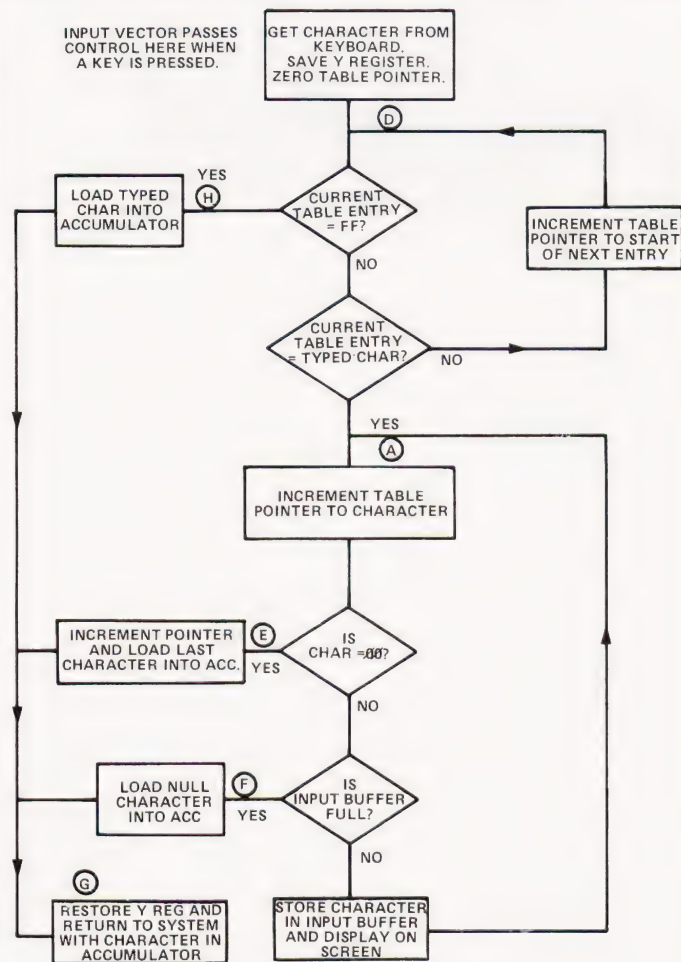 INPUT VECTOR PASSES
CONTROL HERE WHEN
A KEY IS PRESSED.
GET CHARACTER FROM
KEYBOARD.
SAVE Y REGISTER.
ZERO TABLE POINTER.
D
YES
H
LOAD TYPED
CHAR INTO
ACCUMULATOR
CURRENT
TABLE ENTRY
= FF?
INCREMENT TABLE
POINTER TO START
OF NEXT ENTRY
NO
CURRENT
TABLE ENTRY
= TYPED CHAR?
NO
YES
A
INCREMENT TABLE
POINTER TO CHARACTER
INCREMENT POINTER
AND LOAD LAST
CHARACTER INTO ACC.
E
YES
IS
CHAR =00?
NO
LOAD NULL
CHARACTER
INTO ACC
F
YES
IS
INPUT BUFFER
FULL?
NO
G
RESTORE Y REG AND
RETURN TO SYSTEM
WITH CHARACTER IN
ACCUMULATOR
STORE CHARACTER
IN INPUT BUFFER
AND DISPLAY ON
SCREEN